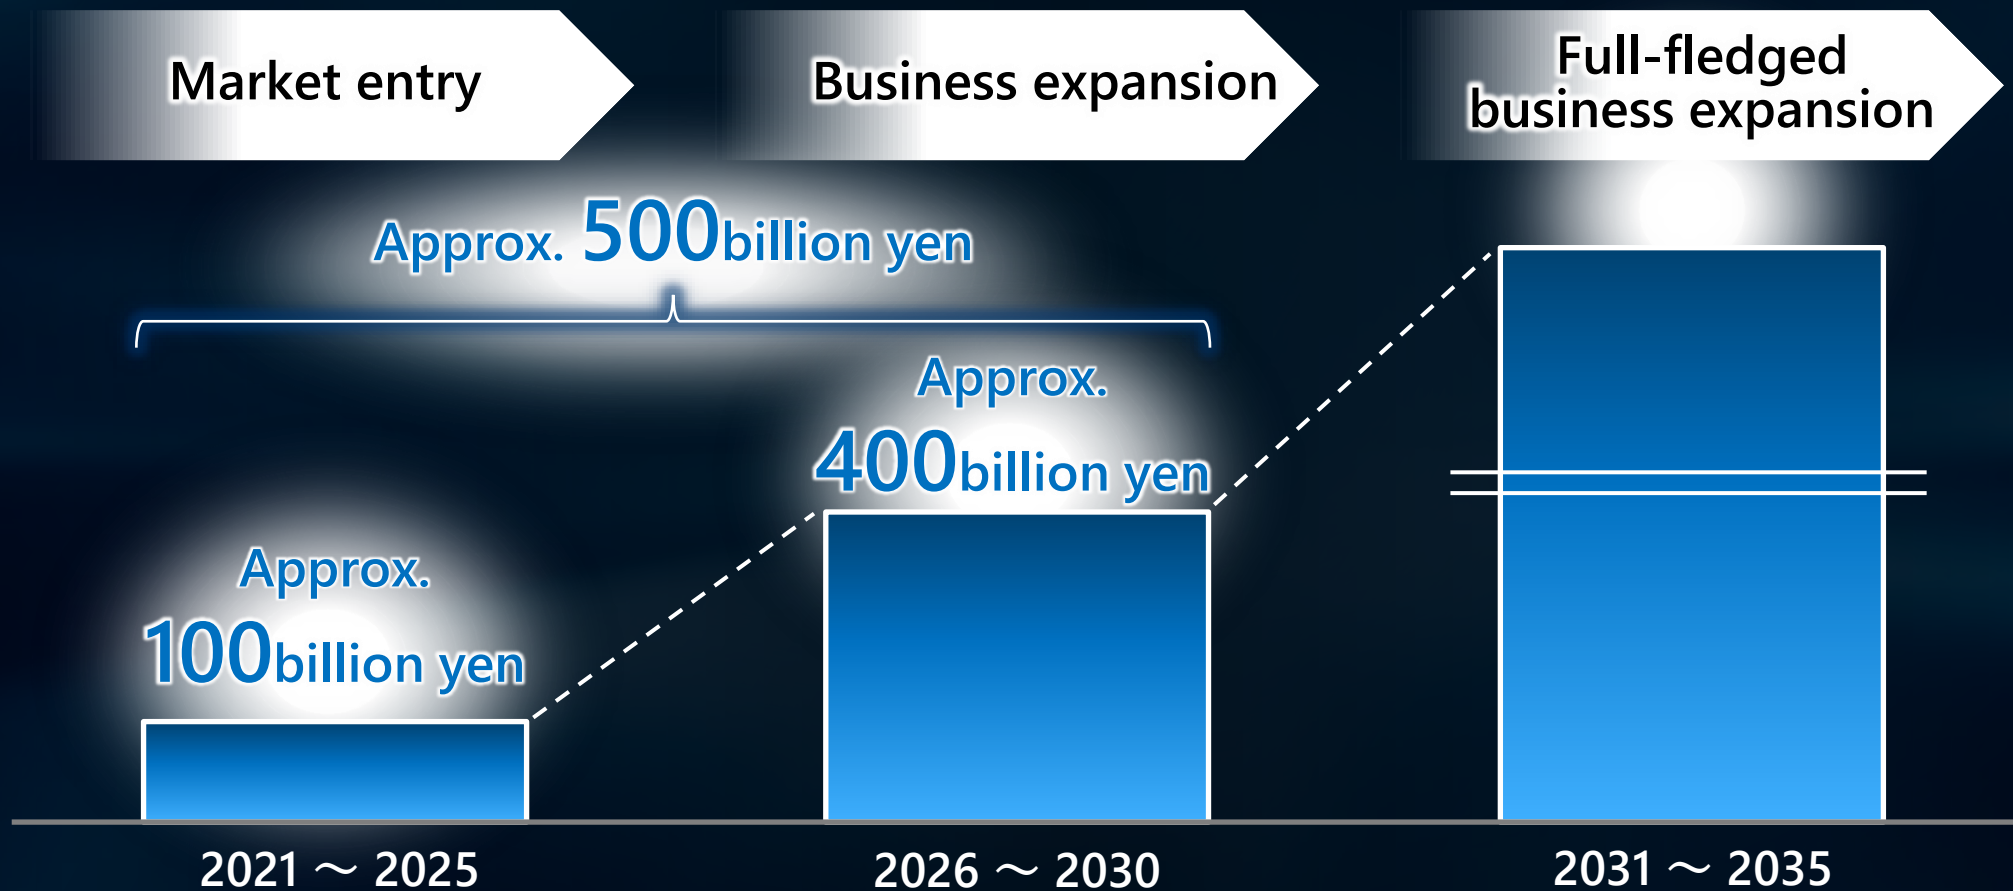 Market entry
Business expansion
Full-fledged
business expansion
Approx. 500billion yen
Approx.
400billion yen
Approx.
100billion yen
2021 ～ 2025
2026 ～ 2030
2031 ～ 2035